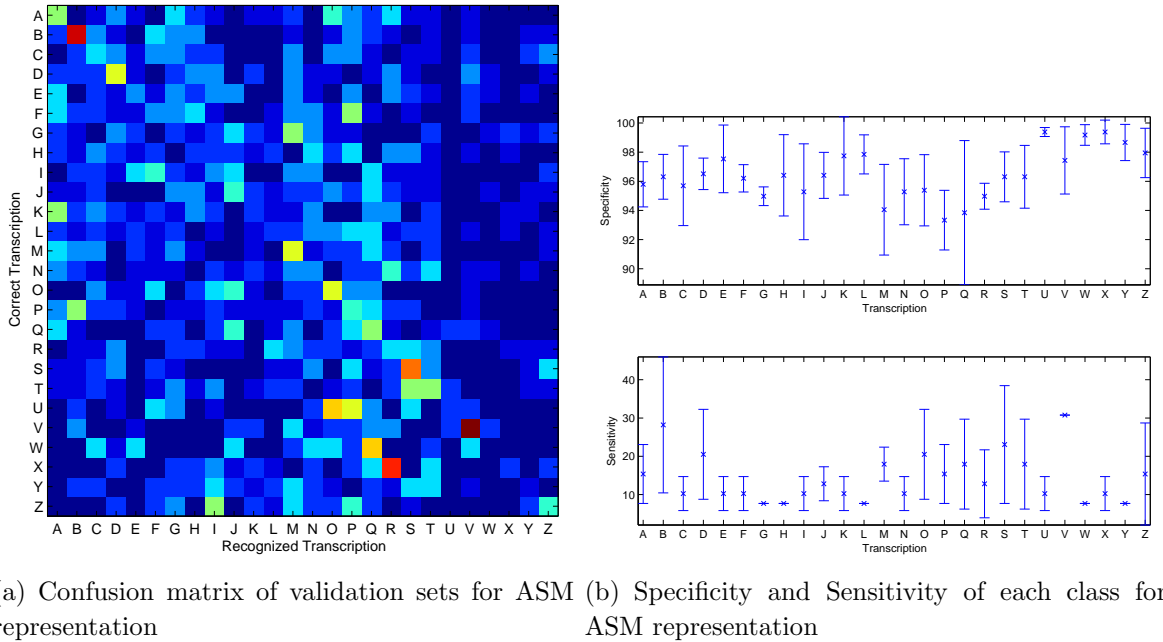 A
B
C
D
E
F
G
H
I
J
K
L
M
N
O
P
Q
R
S
T
U
V
W
X
Y
Z
Correct Transcription
A B C D E F G H I J K L M N O P Q R S T U V W X Y Z
Recognized Transcription
100
98
96
94
92
90
Specificity
A B C D E F G H I J K L M N O P Q R S T U V W X Y Z
Transcription
40
30
20
10
Sensitivity
A B C D E F G H I J K L M N O P Q R S T U V W X Y Z
Transcription
a) Confusion matrix of validation sets for ASM
representation
(b) Specificity and Sensitivity of each class for
ASM representation